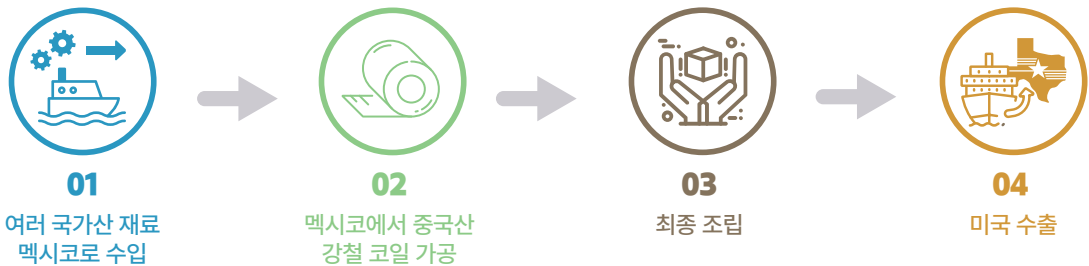 01
여러 국가산 재료
멕시코로 수입
02
멕시코에서 중국산
강철 코일 가공
03
최종 조립
04
미국 수출